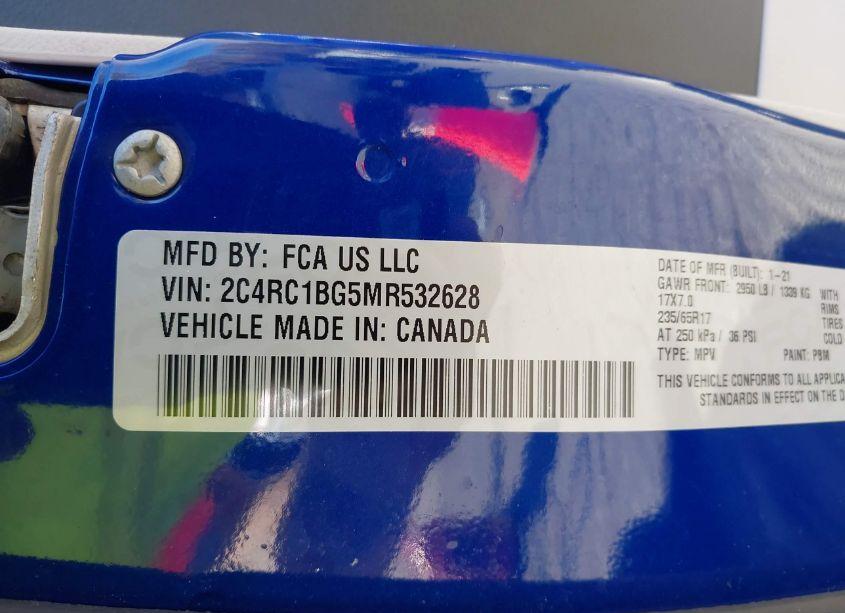 MFD BY: FCA US LLC
VIN: 2C4RC1BG5MR532628
VEHICLE MADE IN: CANADA
DATE OF MFR (BUILT): 1-21
GAWR FRONT: 2950 LB / 1339 KG WITH
17X7.0 RIMS
235/65R17 TIRES
AT 250 kPa / 36 PSI COLD
TYPE: MPV PAINT: PBM
THIS VEHICLE CONFORMS TO ALL
STANDARDS IN EFFECT ON THE